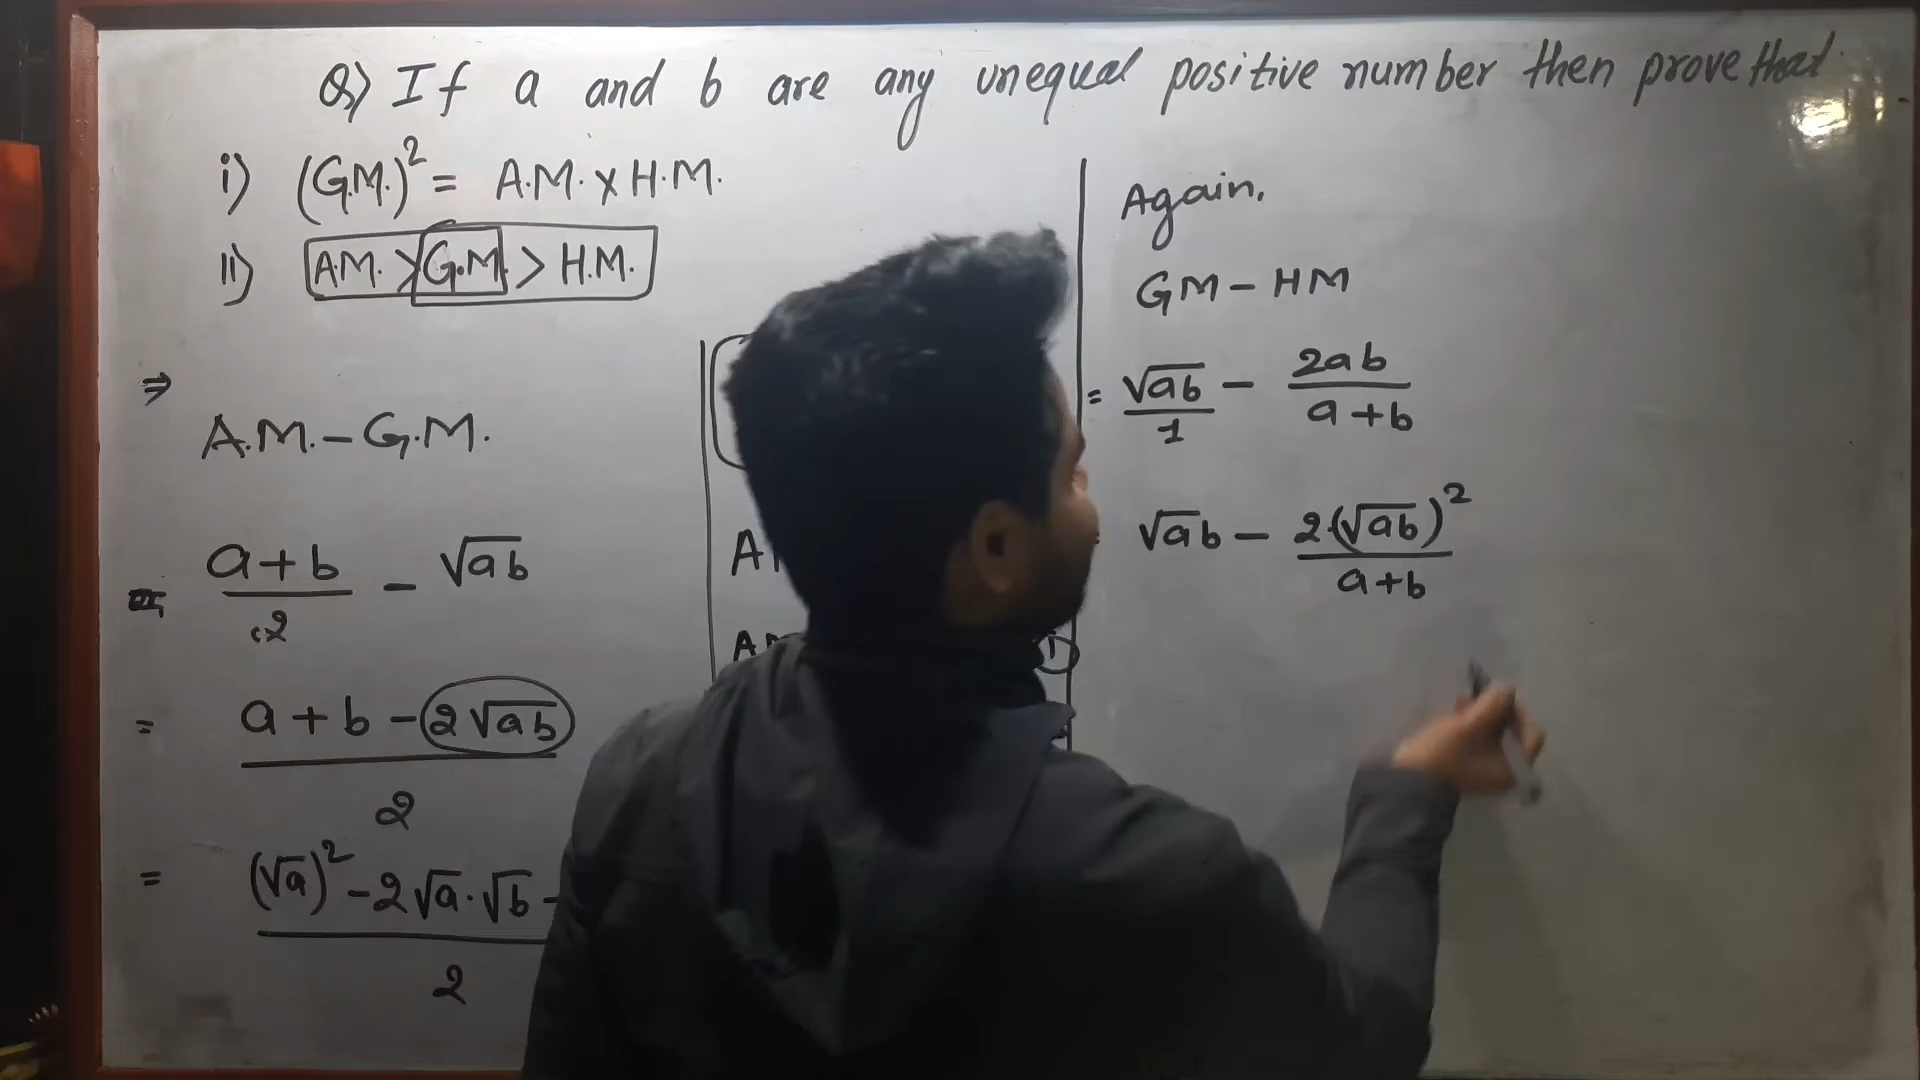 Q) If a and b are any unequal positive number then prove that
i) (G.M.)² = A.M. x H.M.
ii) A.M. > G.M. > H.M.
⇒
A.M. - G.M.
= a+b/2 - √ab
= a + b - 2√ab / 2
= (√a)² - 2√a.√b - / 2
i
Again,
GM - HM
= √ab/1 - 2ab/a+b
√ab - 2(√ab)²/a+b